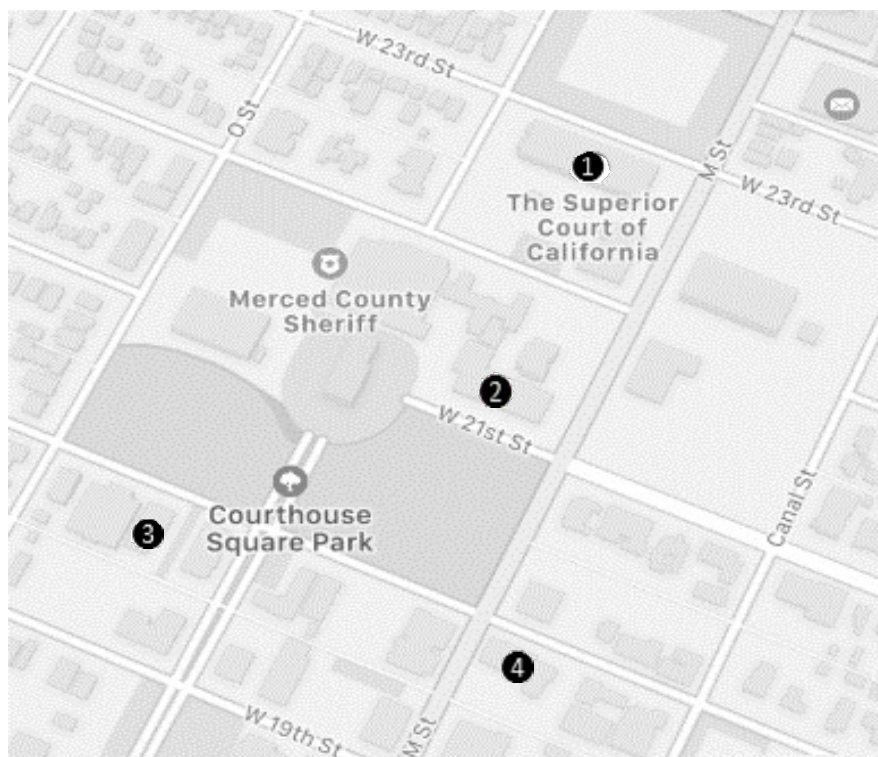 W 23rd St
O St
M St
1
The Superior
Court of
California
W 23rd St
Merced County
Sheriff
2
W 21st St
Courthouse
Square Park
3
Canal St
4
W 19th St
M St